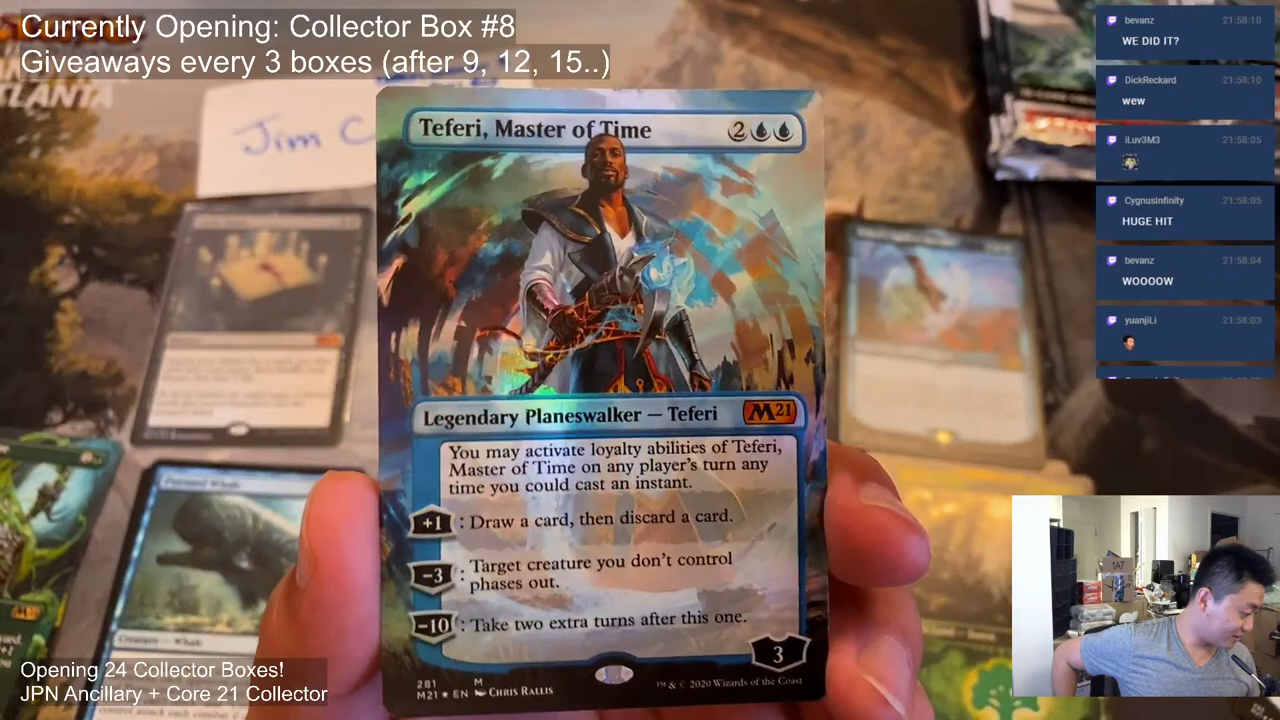 Currently Opening: Collector Box #8
Giveaways every 3 boxes (after 9, 12, 15..)
LANTA
Jim C
Teferi, Master of Time
2
Legendary Planeswalker — Teferi
M21
You may activate loyalty abilities of Teferi,
Master of Time on any player's turn any
time you could cast an instant.
+1 : Draw a card, then discard a card.
−3 : Target creature you don't control
phases out.
−10 : Take two extra turns after this one.
3
281 M
M21 ★ EN CHRIS RALLIS
™ & © 2020 Wizards of the Coast
Creature — Whale
1A7
Opening 24 Collector Boxes!
JPN Ancillary + Core 21 Collector
bevanz 21:58:10
WE DID IT?
DickReckard 21:58:10
wew
iLuv3M3 21:58:05
CygnusInfinity 21:58:05
HUGE HIT
bevanz 21:58:04
WOOOOW
yuanjiLi 21:58:03